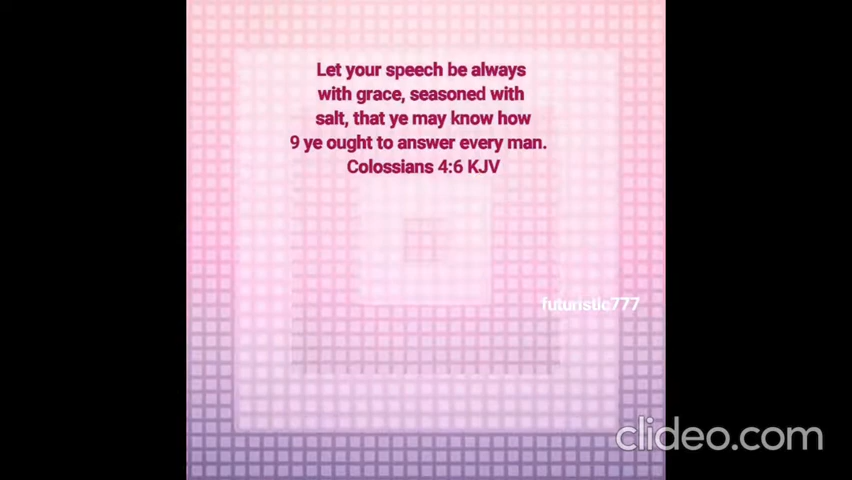 Let your speech be always
with grace, seasoned with
salt, that ye may know how
9 ye ought to answer every man.
Colossians 4:6 KJV
futuristic777
clideo.com